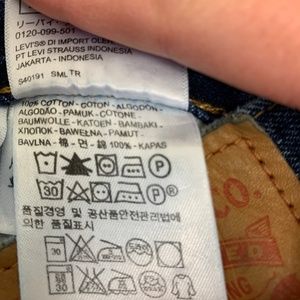 リーバイ
0120-099-501
LEVI'S® DI IMPORT OLEH
PT LEVI STRAUSS INDONESIA
JAKARTA - INDONESIA
S40191 SML TR
100% COTTON - COTON - ALGODÓN
ALGODÃO - PAMUK - COTONE
BAUMWOLLE - KATOEN - BAMBAKI
ХЛОПОК - BAWEŁNA - PAMUT -
BAVLNA - 棉 - 면 - 綿 100% - KAPAS
30
P
30
P
품질경영 및 공산품안전관리법에
의한 품질표시
CO.